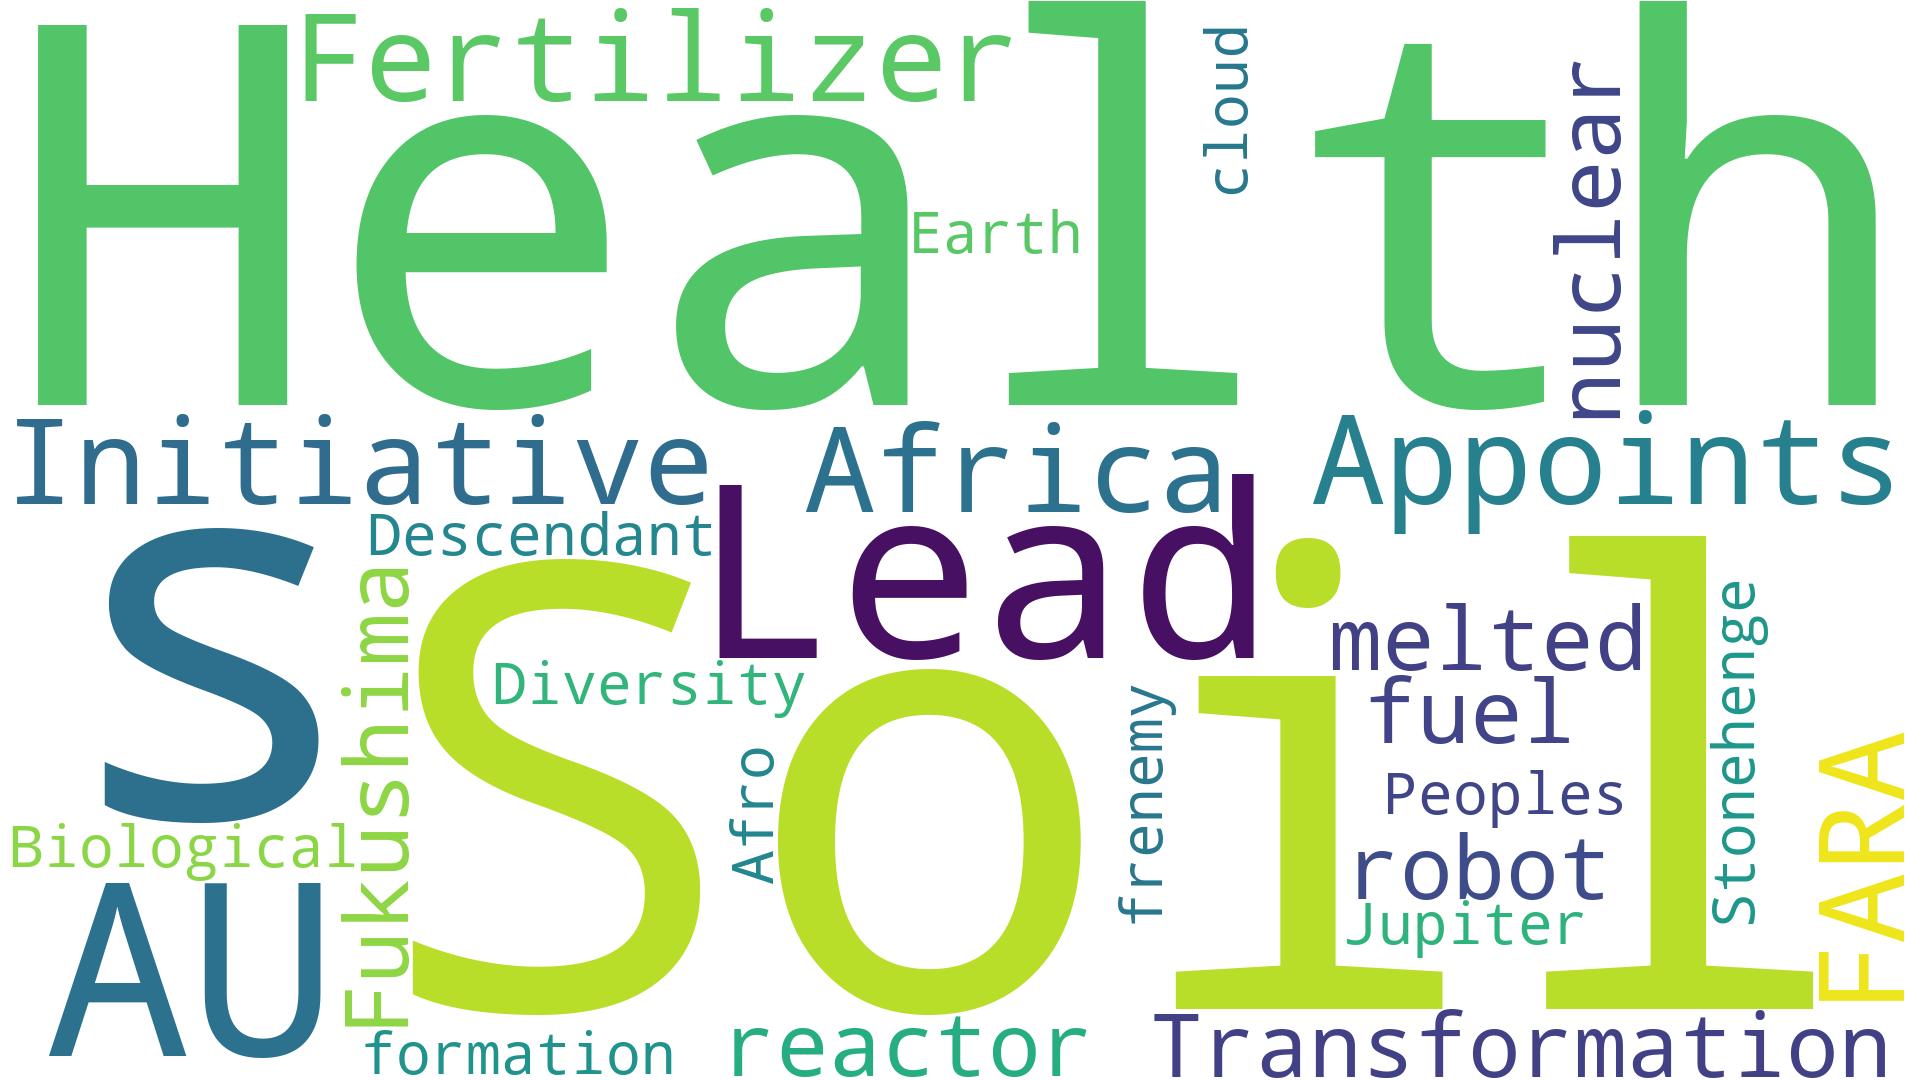 Health
Fertilizer
cloud
nuclear
Earth
Initiative
Africa
Appoints
Lead
Descendant
S
Soil
Fukushima
melted
Stonehenge
Diversity
fuel
frenemy
Afro
Peoples
FARA
Biological
robot
AU
Jupiter
formation
reactor
Transformation